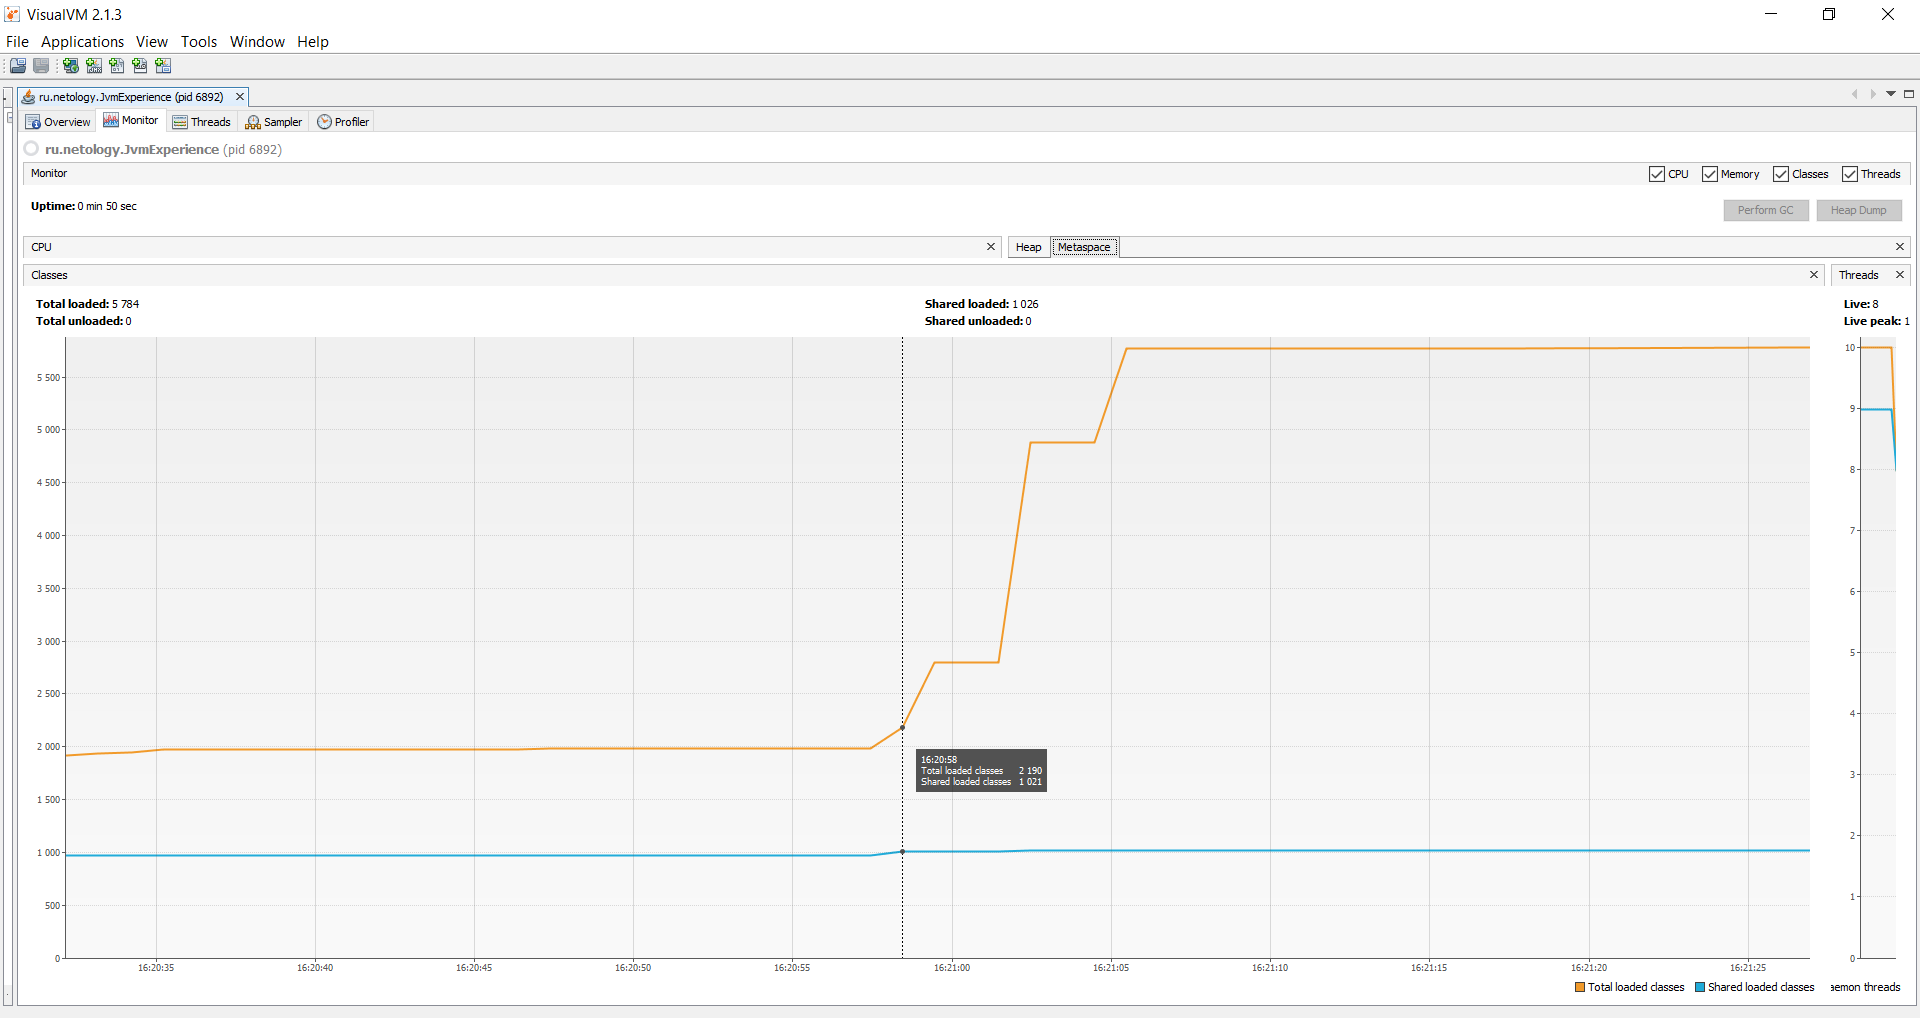 VisualVM 2.1.3
File Applications View Tools Window Help
ru.netology.JvmExperience (pid 6892)
Overview Monitor Threads Sampler Profiler
ru.netology.JvmExperience (pid 6892)
Monitor CPU Memory Classes Threads
Uptime: 0 min 50 sec Perform GC Heap Dump
CPU Heap Metaspace
Classes Threads
Total loaded: 5 784 Shared loaded: 1 026 Live: 8
Total unloaded: 0 Shared unloaded: 0 Live peak: 1
10
5 500
9
5 000
8
4 500
7
4 000
6
3 500
5
3 000
4
2 500
3
2 000
16:20:58
Total loaded classes 2 190
Shared loaded classes 1 021
1 500
2
1 000
1
500
0 0
16:20:35 16:20:40 16:20:45 16:20:50 16:20:55 16:21:00 16:21:05 16:21:10 16:21:15 16:21:20 16:21:25
Total loaded classes Shared loaded classes aemon threads